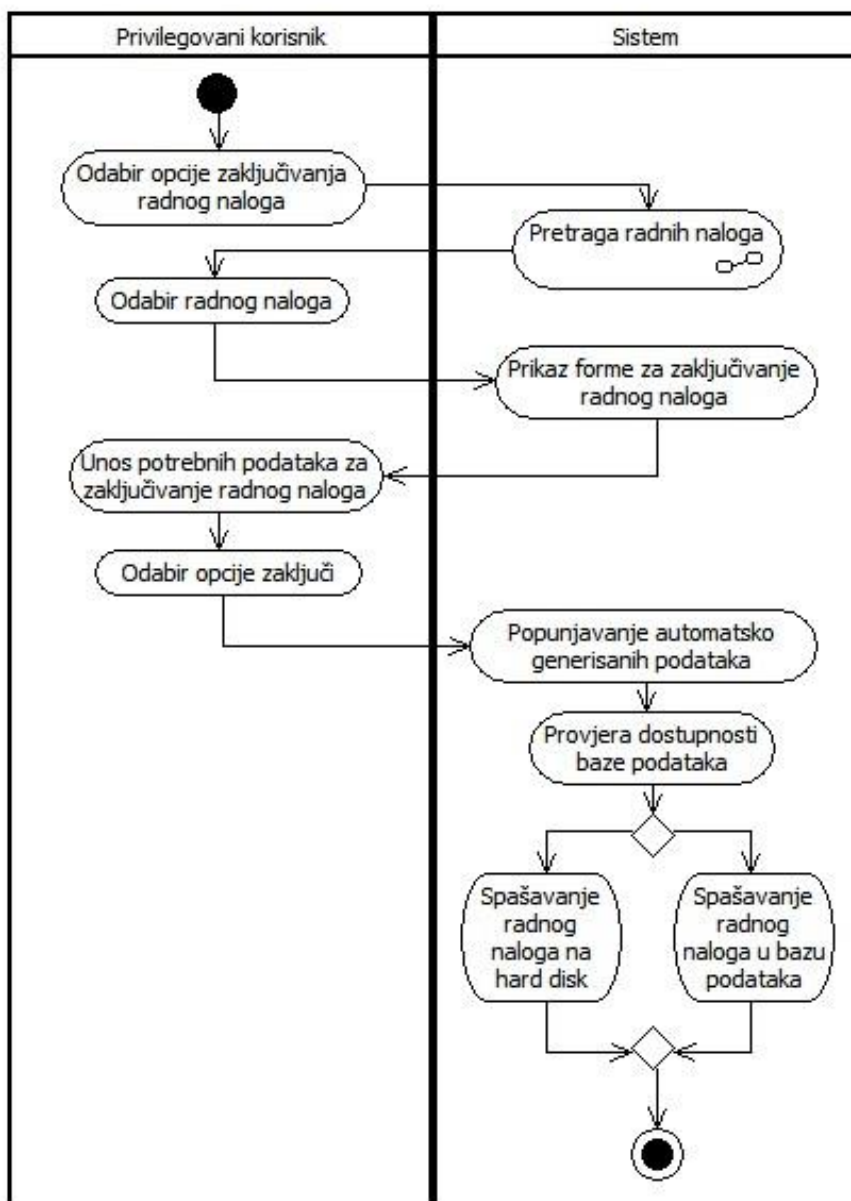 Privilegovani korisnik
Sistem
Odabir opcije zaključivanja
radnog naloga
Pretraga radnih naloga
Odabir radnog naloga
Prikaz forme za zaključivanje
radnog naloga
Unos potrebnih podataka za
zaključivanje radnog naloga
Odabir opcije zaključi
Popunjavanje automatsko
generisanih podataka
Provjera dostupnosti
baze podataka
Spašavanje
radnog
naloga na
hard disk
Spašavanje
radnog
naloga u bazu
podataka